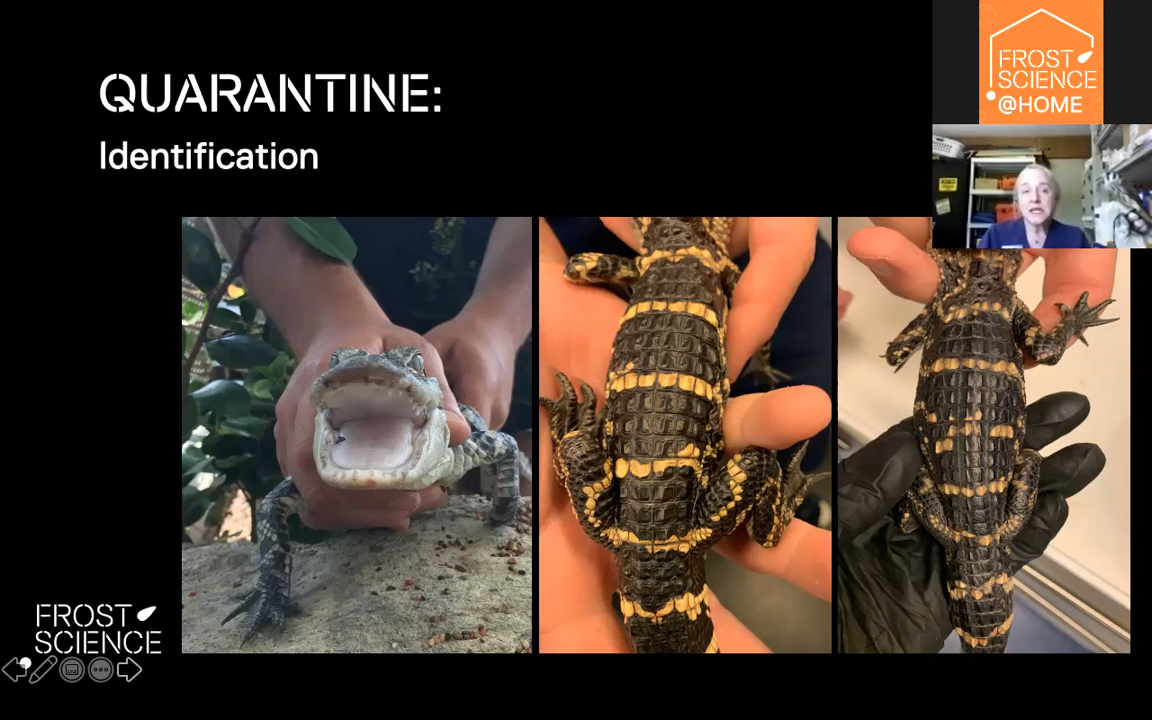 QUARANTINE:
Identification
FROST
SCIENCE
@HOME
FROST
SCIENCE